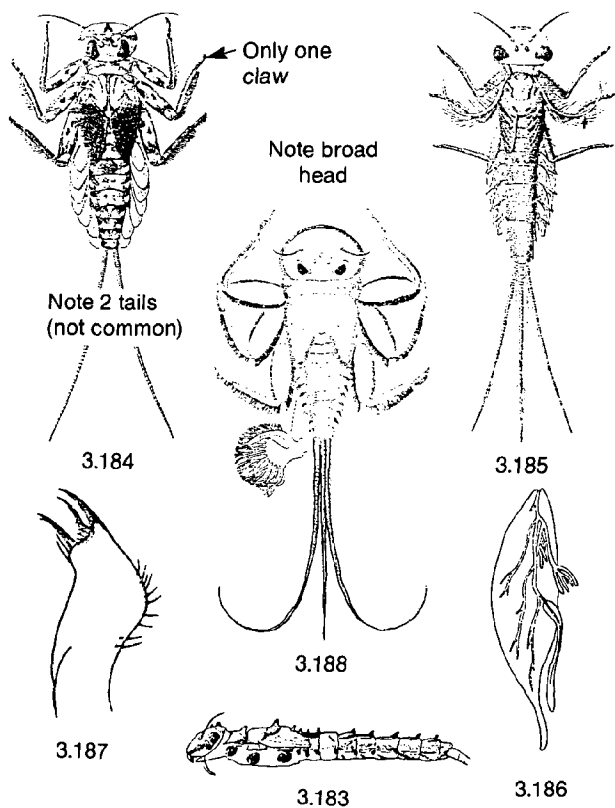 Only one
claw
Note broad
head
Note 2 tails
(not common)
3.184
3.185
3.188
3.187
3.183
3.186